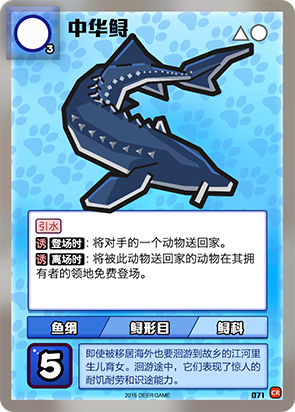 中华鲟
3
引水
诱 登场时: 将对手的一个动物送回家。
诱 离场时: 将被此动物送回家的动物在其拥
有者的领地免费登场。
鱼纲 鲟形目 鲟科
5
即使被移居海外也要洄游到故乡的江河里
生儿育女。洄游途中，它们表现了惊人的
耐饥耐劳和识途能力。
2015 DEER GAME
071 CR